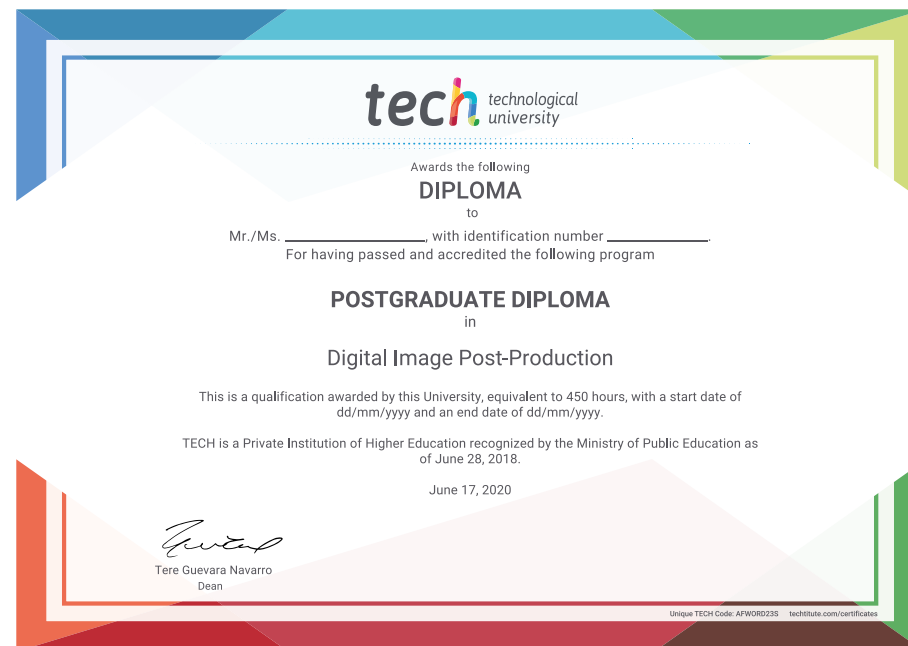 tech technological
university
Awards the following
DIPLOMA
to
Mr./Ms. ____________, with identification number _________.
For having passed and accredited the following program
POSTGRADUATE DIPLOMA
in
Digital Image Post-Production
This is a qualification awarded by this University, equivalent to 450 hours, with a start date of
dd/mm/yyyy and an end date of dd/mm/yyyy.
TECH is a Private Institution of Higher Education recognized by the Ministry of Public Education as
of June 28, 2018.
June 17, 2020
Tere Guevara Navarro
Dean
Unique TECH Code: AFWORD23S techtitute.com/certificates